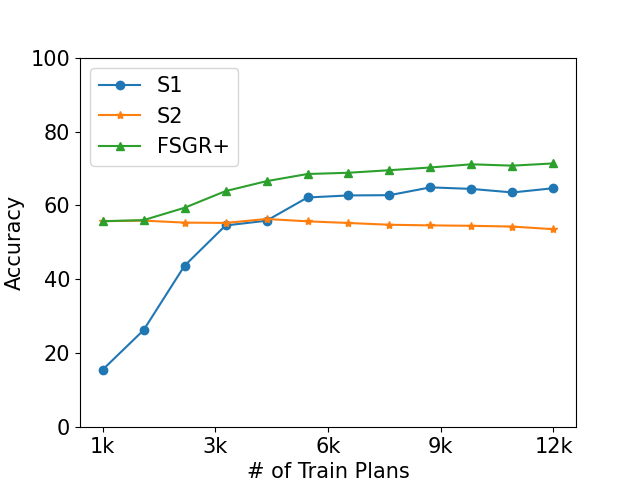 100
80
60
40
20
0
Accuracy
S1
S2
FSGR+
1k 3k 6k 9k 12k
# of Train Plans